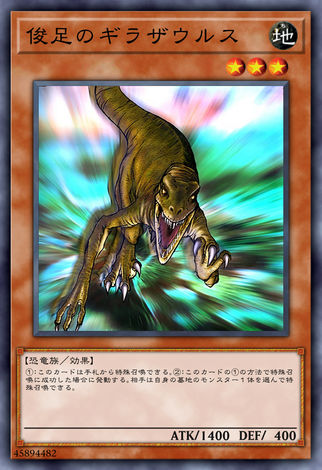 俊足のギラザウルス
地
【恐竜族／効果】
①：このカードは手札から特殊召喚できる。②：このカードの①の方法で特殊召
喚に成功した場合に発動する。相手は自身の墓地のモンスター１体を選んで特
殊召喚できる。
ATK/1400 DEF/ 400
45894482